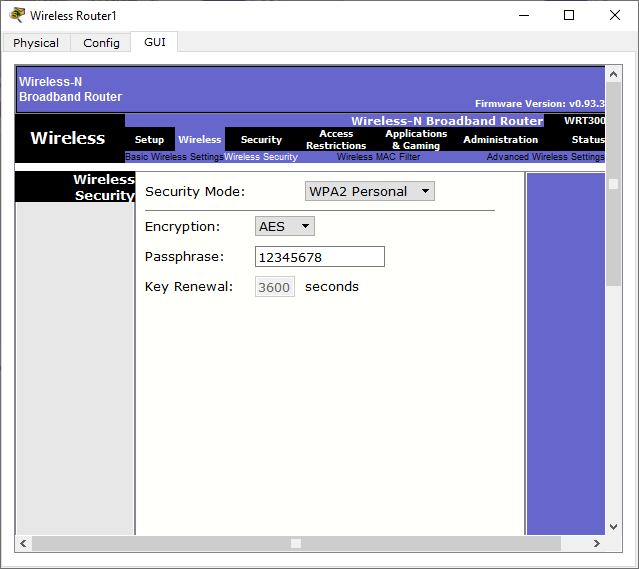 Wireless Router1
Physical Config GUI
Wireless-N
Broadband Router
Firmware Version: v0.93.3
Wireless-N Broadband Router WRT300
Wireless
Setup Wireless Security Access Restrictions Applications & Gaming Administration Status
Basic Wireless Settings Wireless Security Wireless MAC Filter Advanced Wireless Settings
Wireless
Security
Security Mode: WPA2 Personal
Encryption: AES
Passphrase: 12345678
Key Renewal: 3600 seconds